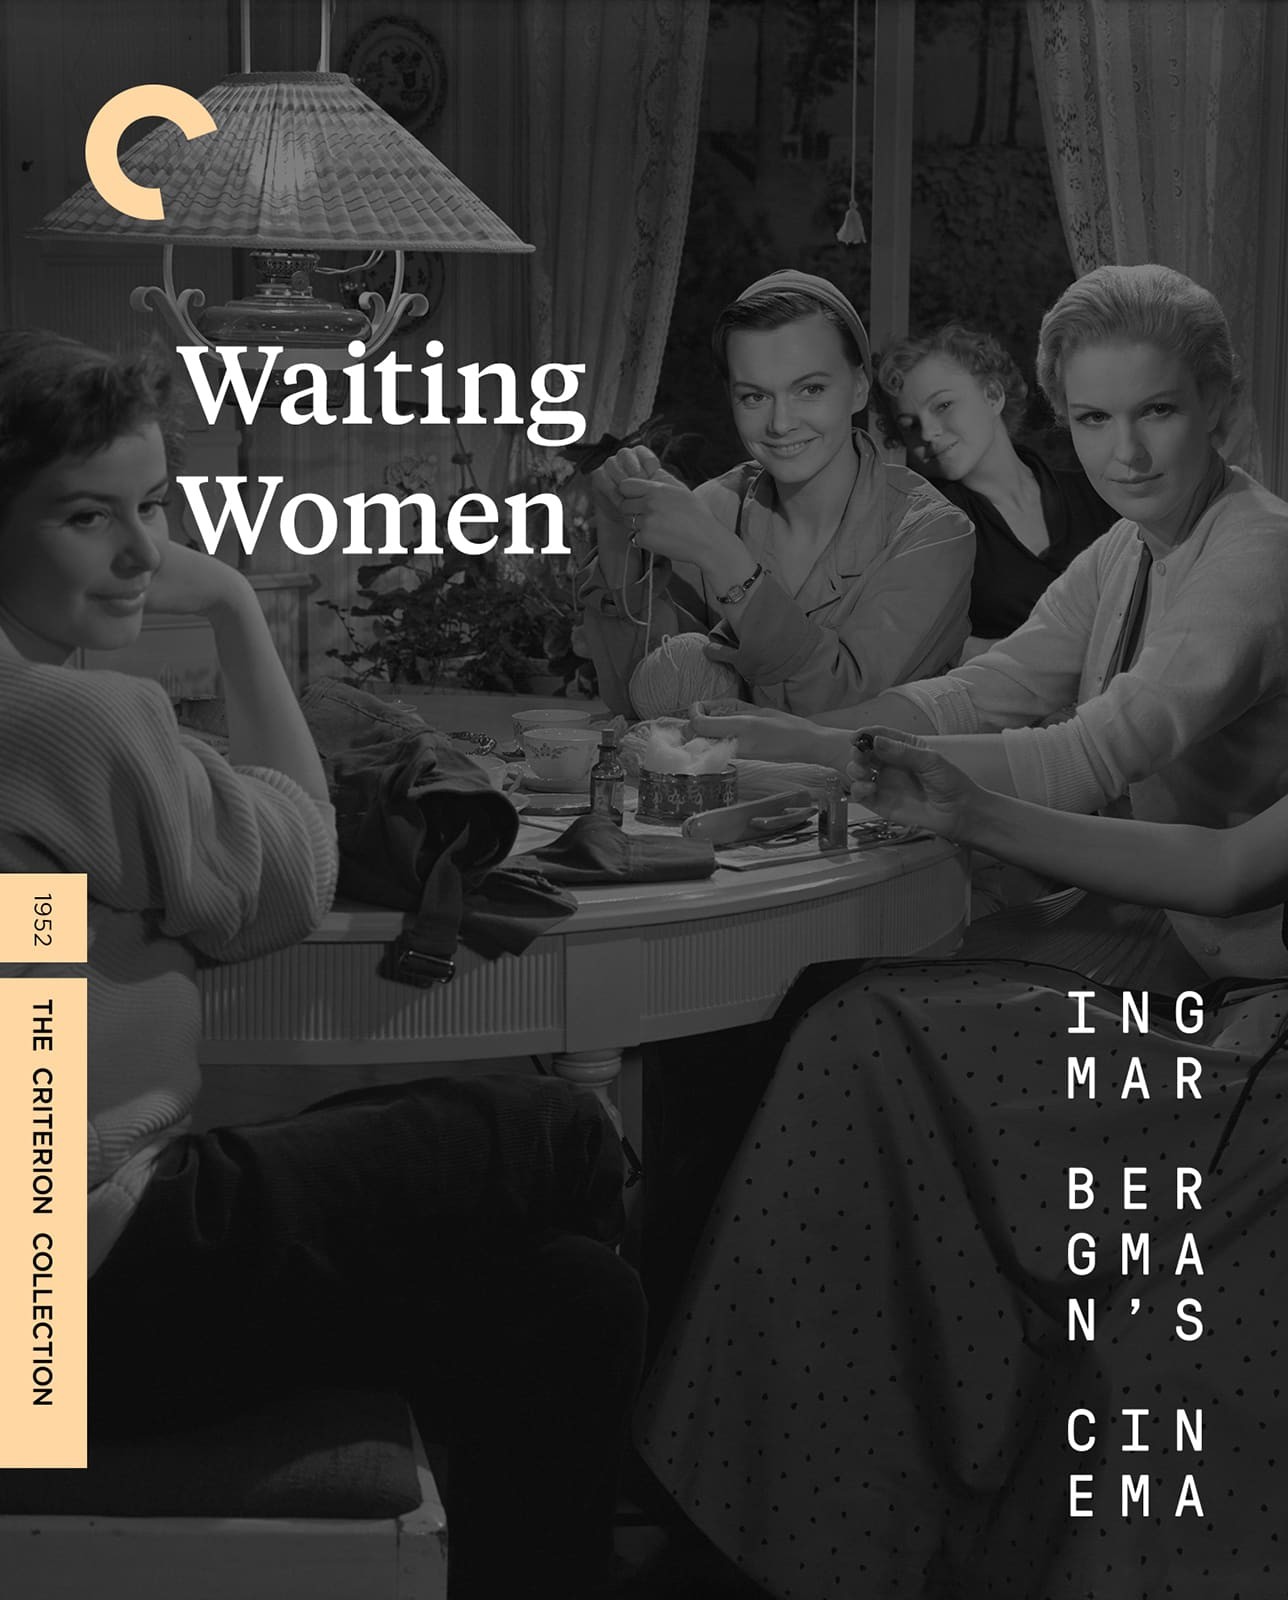 Waiting
Women
1952
THE CRITERION COLLECTION
ING
MAR
BER
GMA
N’S
CIN
EMA